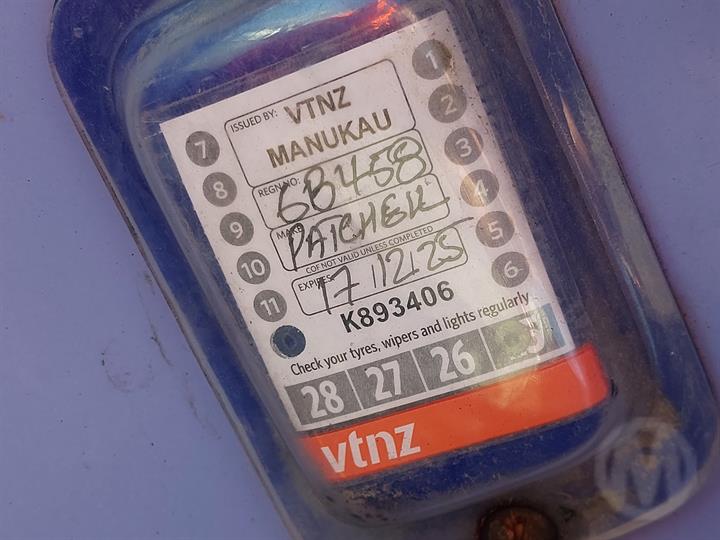 ISSUED BY: VTNZ
MANUKAU
REGN NO: 6B458
MAKE PATCHELL
COF NOT VALID UNLESS COMPLETED
EXPIRES 17 12 25
K893406
7
8
9
10
11
1
2
3
4
5
6
Check your tyres, wipers and lights regularly
28 27 26
vtnz
M